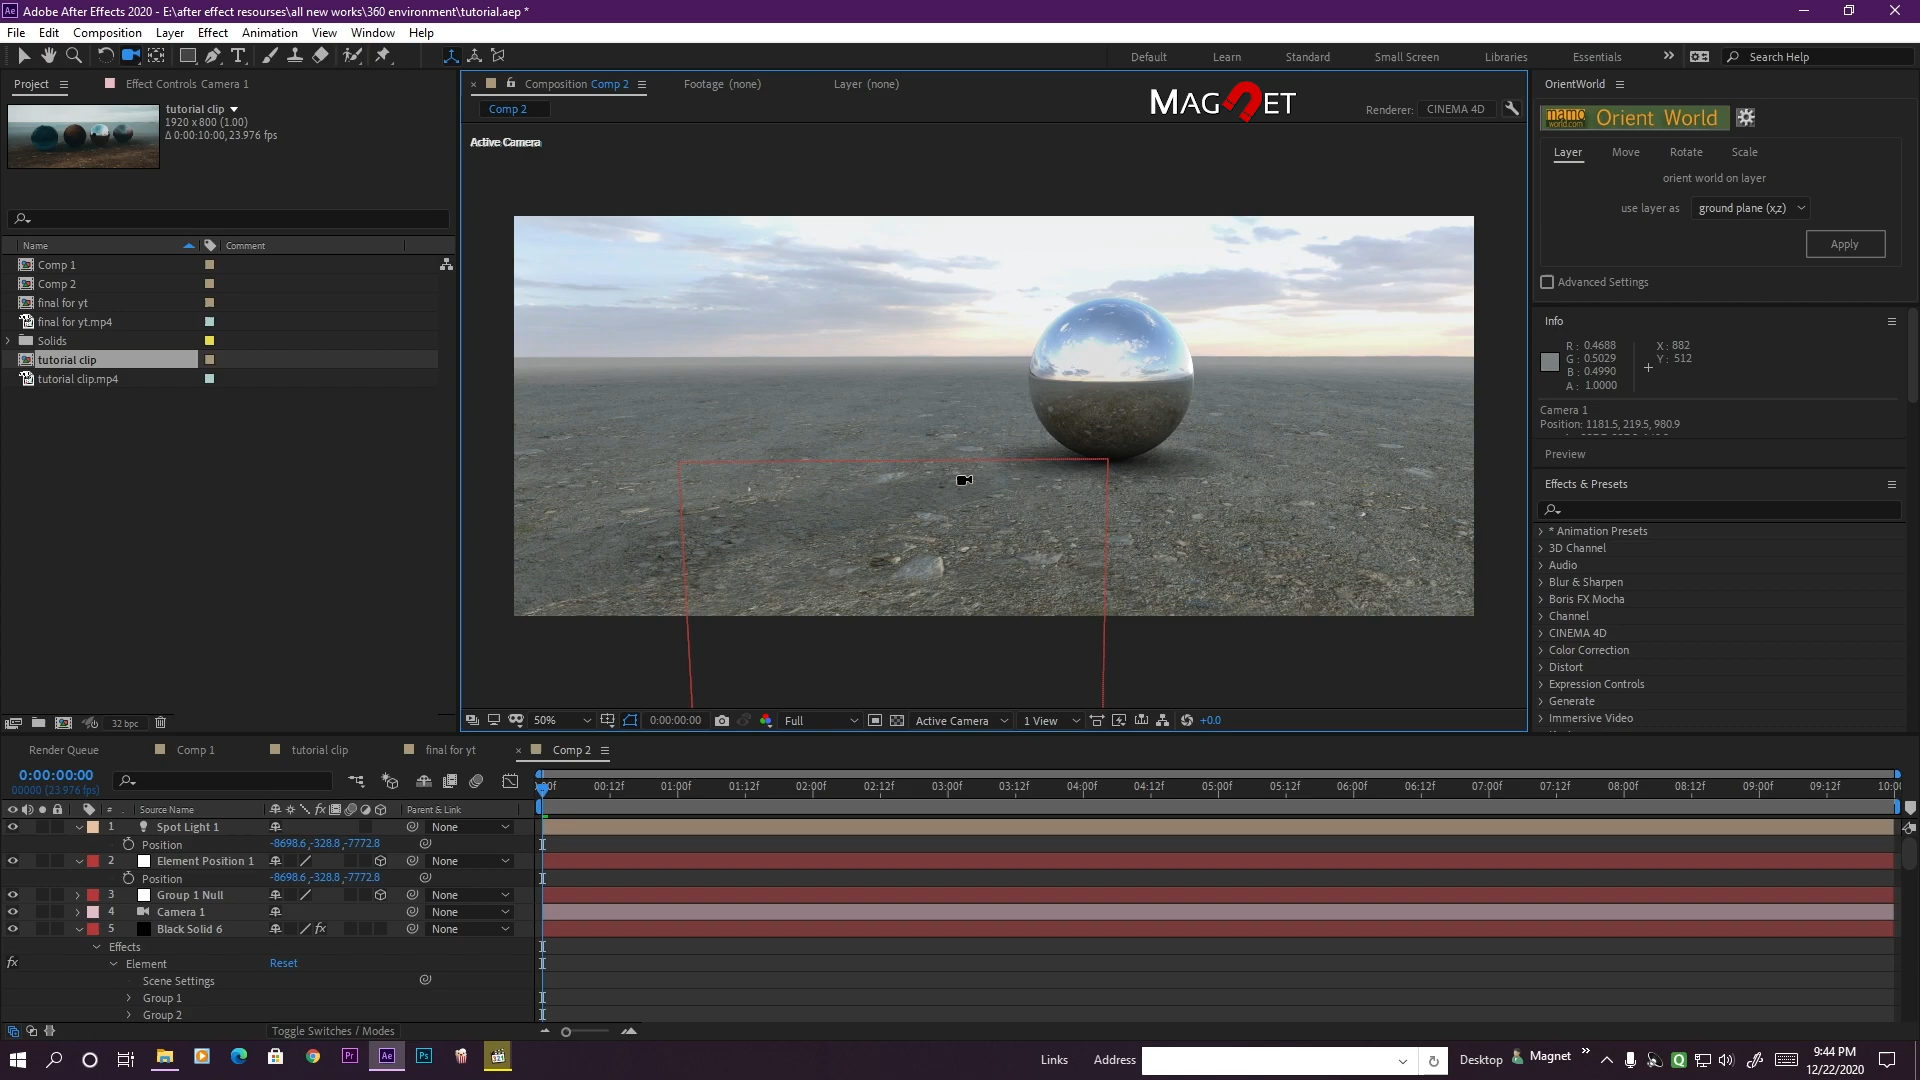 Adobe After Effects 2020 - E:\after effect resourses\all new works\360 environment\tutorial.aep *
File Edit Composition Layer Effect Animation View Window Help
Default Learn Standard Small Screen Libraries Essentials Search Help
Project Effect Controls Camera 1
tutorial clip
1920 x 800 (1.00)
Δ 0:00:10:00, 23.976 fps
Name Comment
Comp 1
Comp 2
final for yt
final for yt.mp4
Solids
tutorial clip
tutorial clip.mp4
32 bpc
Composition Comp 2 Footage (none) Layer (none)
Comp 2
MAGNET
Renderer: CINEMA 4D
Active Camera
50% 0:00:00:00 Full Active Camera 1 View +0.0
OrientWorld
mamo world.com Orient World
Layer Move Rotate Scale
orient world on layer
use layer as ground plane (x,z)
Apply
Advanced Settings
Info
R : 0.4688 X : 882
G : 0.5029 Y : 512
B : 0.4990
A : 1.0000
Camera 1
Position: 1181.5, 219.5, 980.9
Preview
Effects & Presets
* Animation Presets
3D Channel
Audio
Blur & Sharpen
Boris FX Mocha
Channel
CINEMA 4D
Color Correction
Distort
Expression Controls
Generate
Immersive Video
Render Queue Comp 1 tutorial clip final for yt Comp 2
0:00:00:00
00000 (23.976 fps)
00f 00:12f 01:00f 01:12f 02:00f 02:12f 03:00f 03:12f 04:00f 04:12f 05:00f 05:12f 06:00f 06:12f 07:00f 07:12f 08:00f 08:12f 09:00f 09:12f 10:00
# Source Name Parent & Link
1 Spot Light 1 None
Position -8698.6,-328.8,-7772.8
2 Element Position 1 None
Position -8698.6,-328.8,-7772.8
3 Group 1 Null None
4 Camera 1 None
5 Black Solid 6 fx None
Effects
fx Element Reset
Scene Settings
Group 1
Group 2
Toggle Switches / Modes
Pr Ae Ps Links Address Desktop Magnet 9:44 PM
12/22/2020